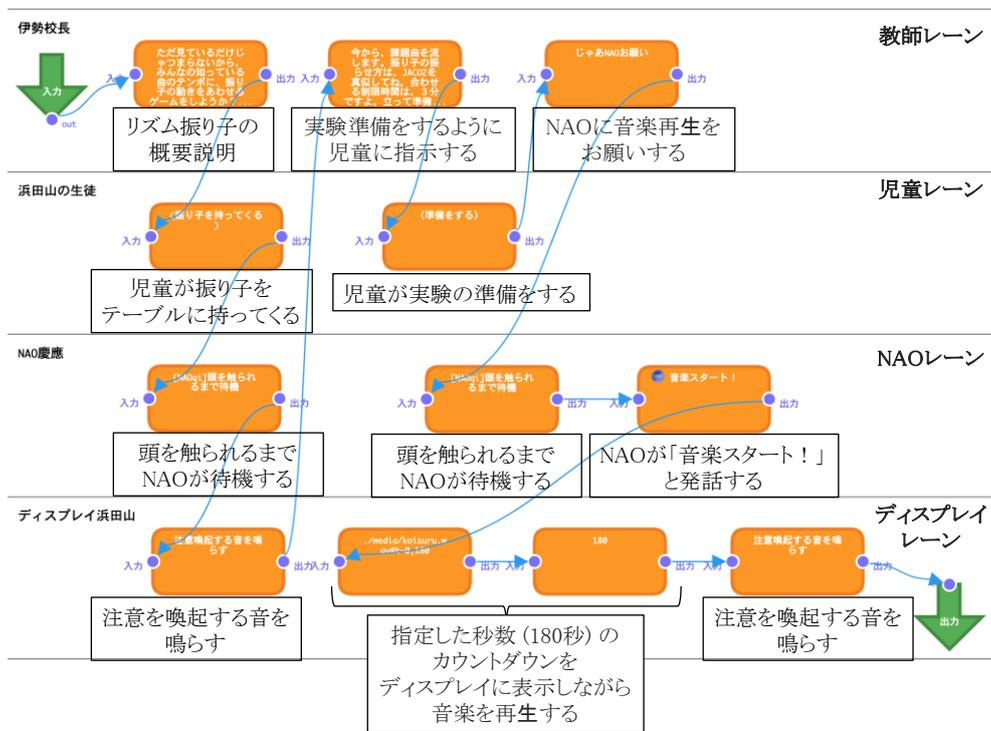 伊勢校長
教師レーン
ただ見ているだけじ
ゃつまらないから、
みんなの知っている
曲のテンポに、振り
子の動きをあわせる
ゲームをしようか?...
今から、課題曲を流
します。振り子の振
らせ方は、JACO2を
真似してね。合わせ
る制限時間は、3分
ですよ。立って準備...
じゃあNAOお願い
入力
out
入力
出力
入力
出力
入力
出力
リズム振り子の
概要説明
実験準備をするように
児童に指示する
NAOに音楽再生を
お願いする
浜田山の生徒
児童レーン
(振り子を持ってくる
)
(準備をする)
入力
出力
入力
出力
児童が振り子を
テーブルに持ってくる
児童が実験の準備をする
NAO慶應
NAOレーン
[NAOqi]頭を触られ
るまで待機
[NAOqi]頭を触られ
るまで待機
音楽スタート!
入力
出力
入力
出力
入力
出力
頭を触られるまで
NAOが待機する
頭を触られるまで
NAOが待機する
NAOが「音楽スタート!」
と発話する
ディスプレイ浜田山
ディスプレイ
レーン
注意喚起する音を鳴
らす
./media/koisuru.w
av#t=0,180
180
注意喚起する音を鳴
らす
入力
出力
入力
出力
入力
出力
入力
出力
出力
注意を喚起する音を
鳴らす
指定した秒数(180秒)の
カウントダウンを
ディスプレイに表示しながら
音楽を再生する
注意を喚起する音を
鳴らす